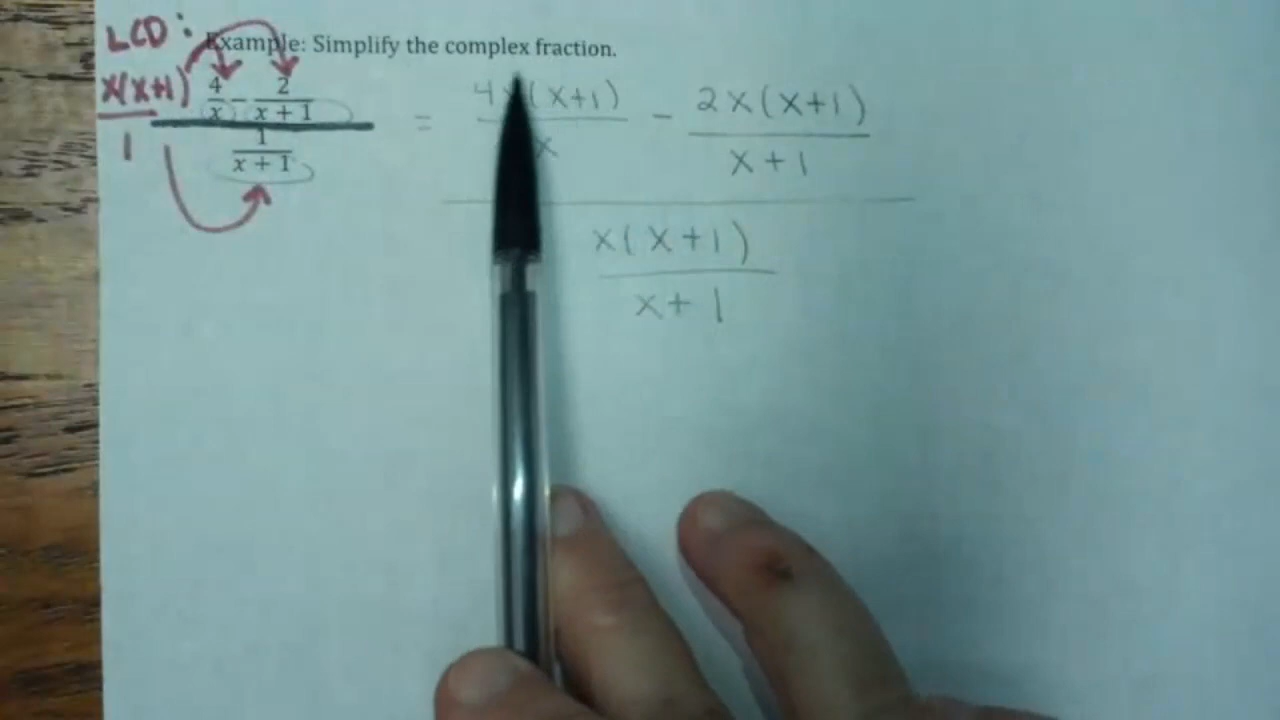 LCD:
Example: Simplify the complex fraction.
x(x+1)
1
4/x - 2/(x + 1)
1/(x + 1)
= 4x(x+1)/x - 2x(x+1)/(x+1)
x(x+1)/(x+1)